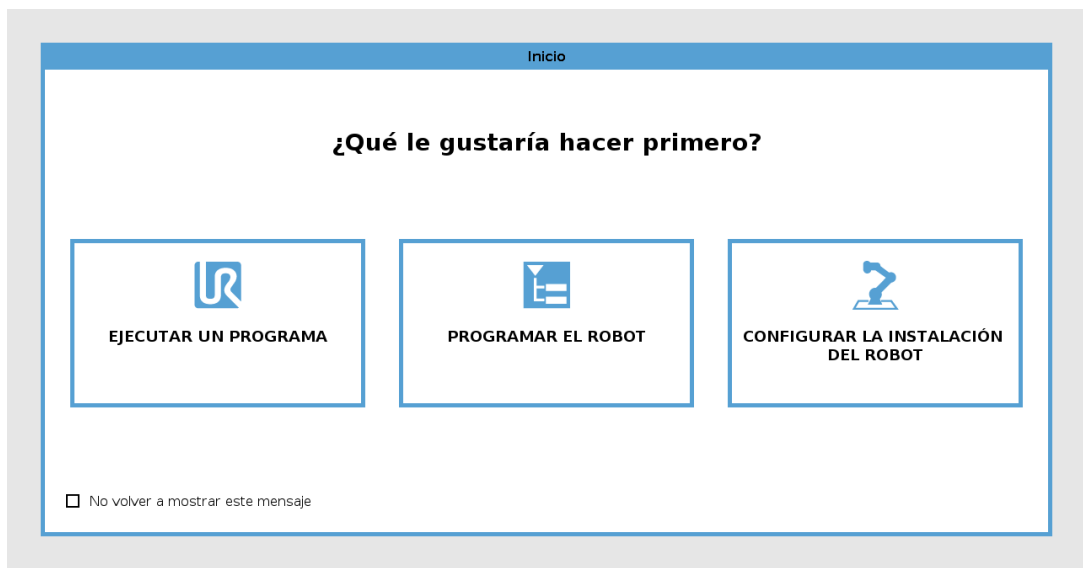 Inicio
¿Qué le gustaría hacer primero?
EJECUTAR UN PROGRAMA
PROGRAMAR EL ROBOT
CONFIGURAR LA INSTALACIÓN
DEL ROBOT
No volver a mostrar este mensaje